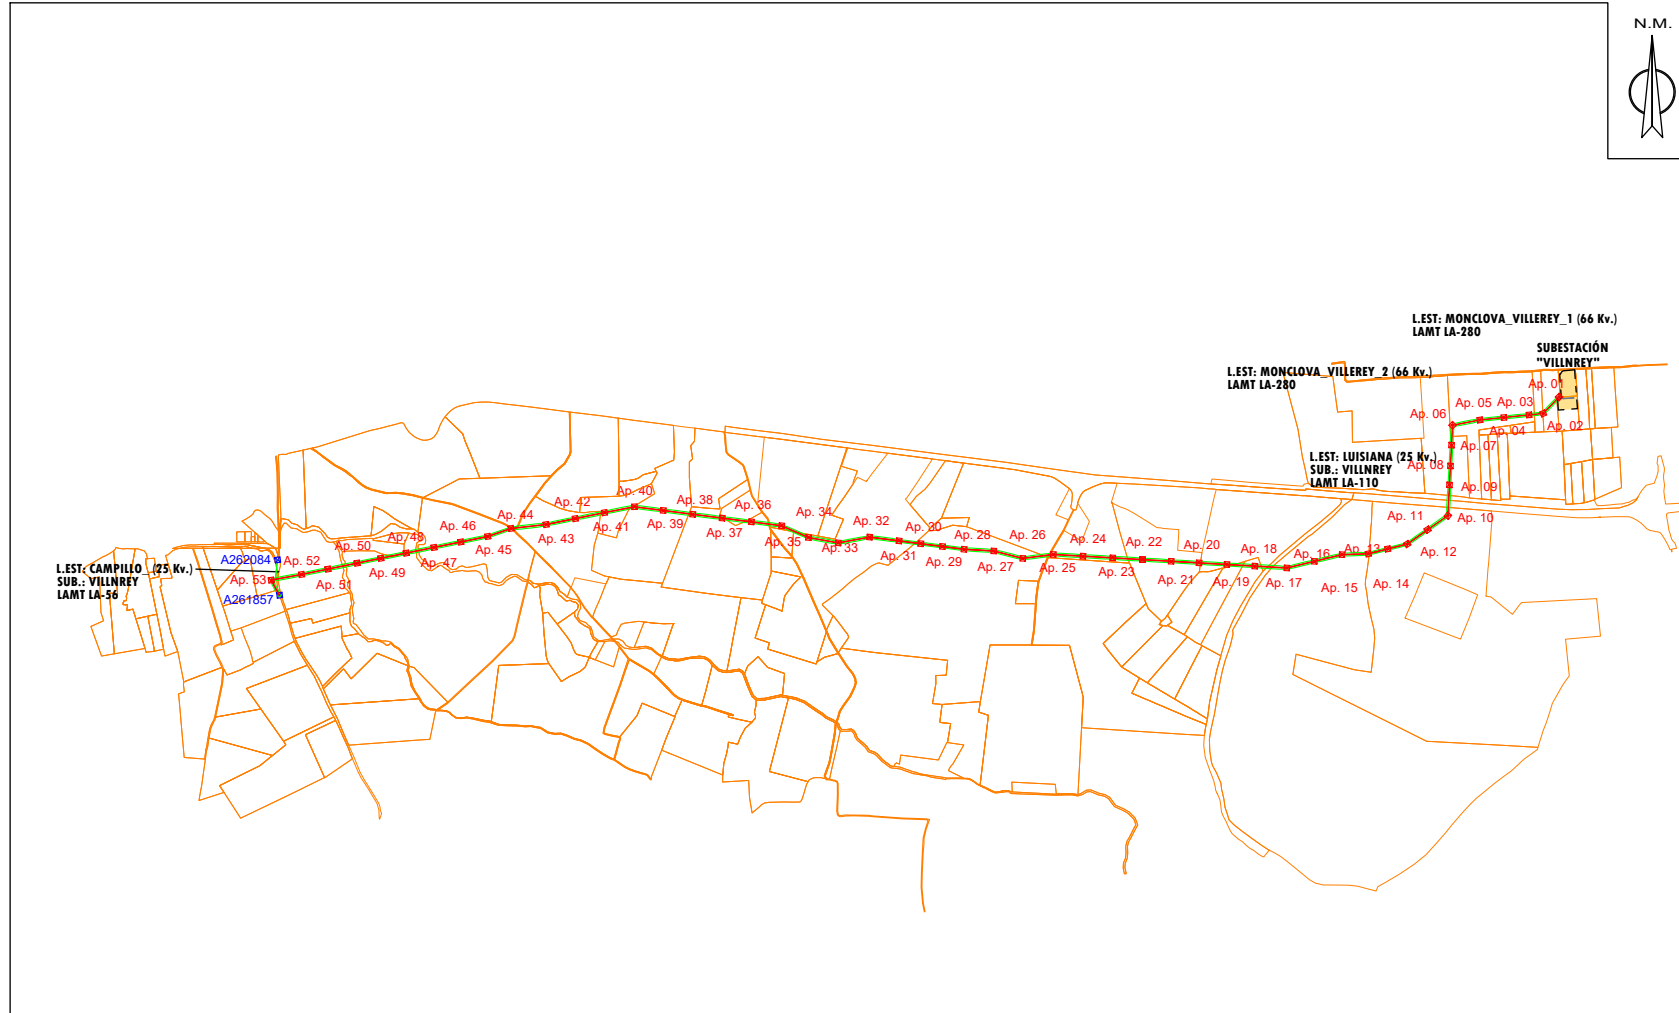 N.M.
L.EST: MONCLOVA_VILLEREY_1 (66 Kv.)
LAMT LA-280
SUBESTACIÓN
"VILLNREY"
L.EST: MONCLOVA_VILLEREY_2 (66 Kv.)
LAMT LA-280
L.EST: LUISIANA (25 Kv.)
SUB.: VILLNREY
LAMT LA-110
Ap. 01
Ap. 02
Ap. 03
Ap. 04
Ap. 05
Ap. 06
Ap. 07
Ap. 08
Ap. 09
Ap. 10
Ap. 11
Ap. 12
Ap. 13
Ap. 14
Ap. 15
Ap. 16
Ap. 17
Ap. 18
Ap. 19
Ap. 20
Ap. 21
Ap. 22
Ap. 23
Ap. 24
Ap. 25
Ap. 26
Ap. 27
Ap. 28
Ap. 29
Ap. 30
Ap. 31
Ap. 32
Ap. 33
Ap. 34
Ap. 35
Ap. 36
Ap. 37
Ap. 38
Ap. 39
Ap. 40
Ap. 41
Ap. 42
Ap. 43
Ap. 44
Ap. 45
Ap. 46
Ap. 47
Ap. 48
Ap. 49
Ap. 50
Ap. 51
Ap. 52
Ap. 53
A262084
A261857
L.EST: CAMPILLO_ (25 Kv.)
SUB.: VILLNREY
LAMT LA-56